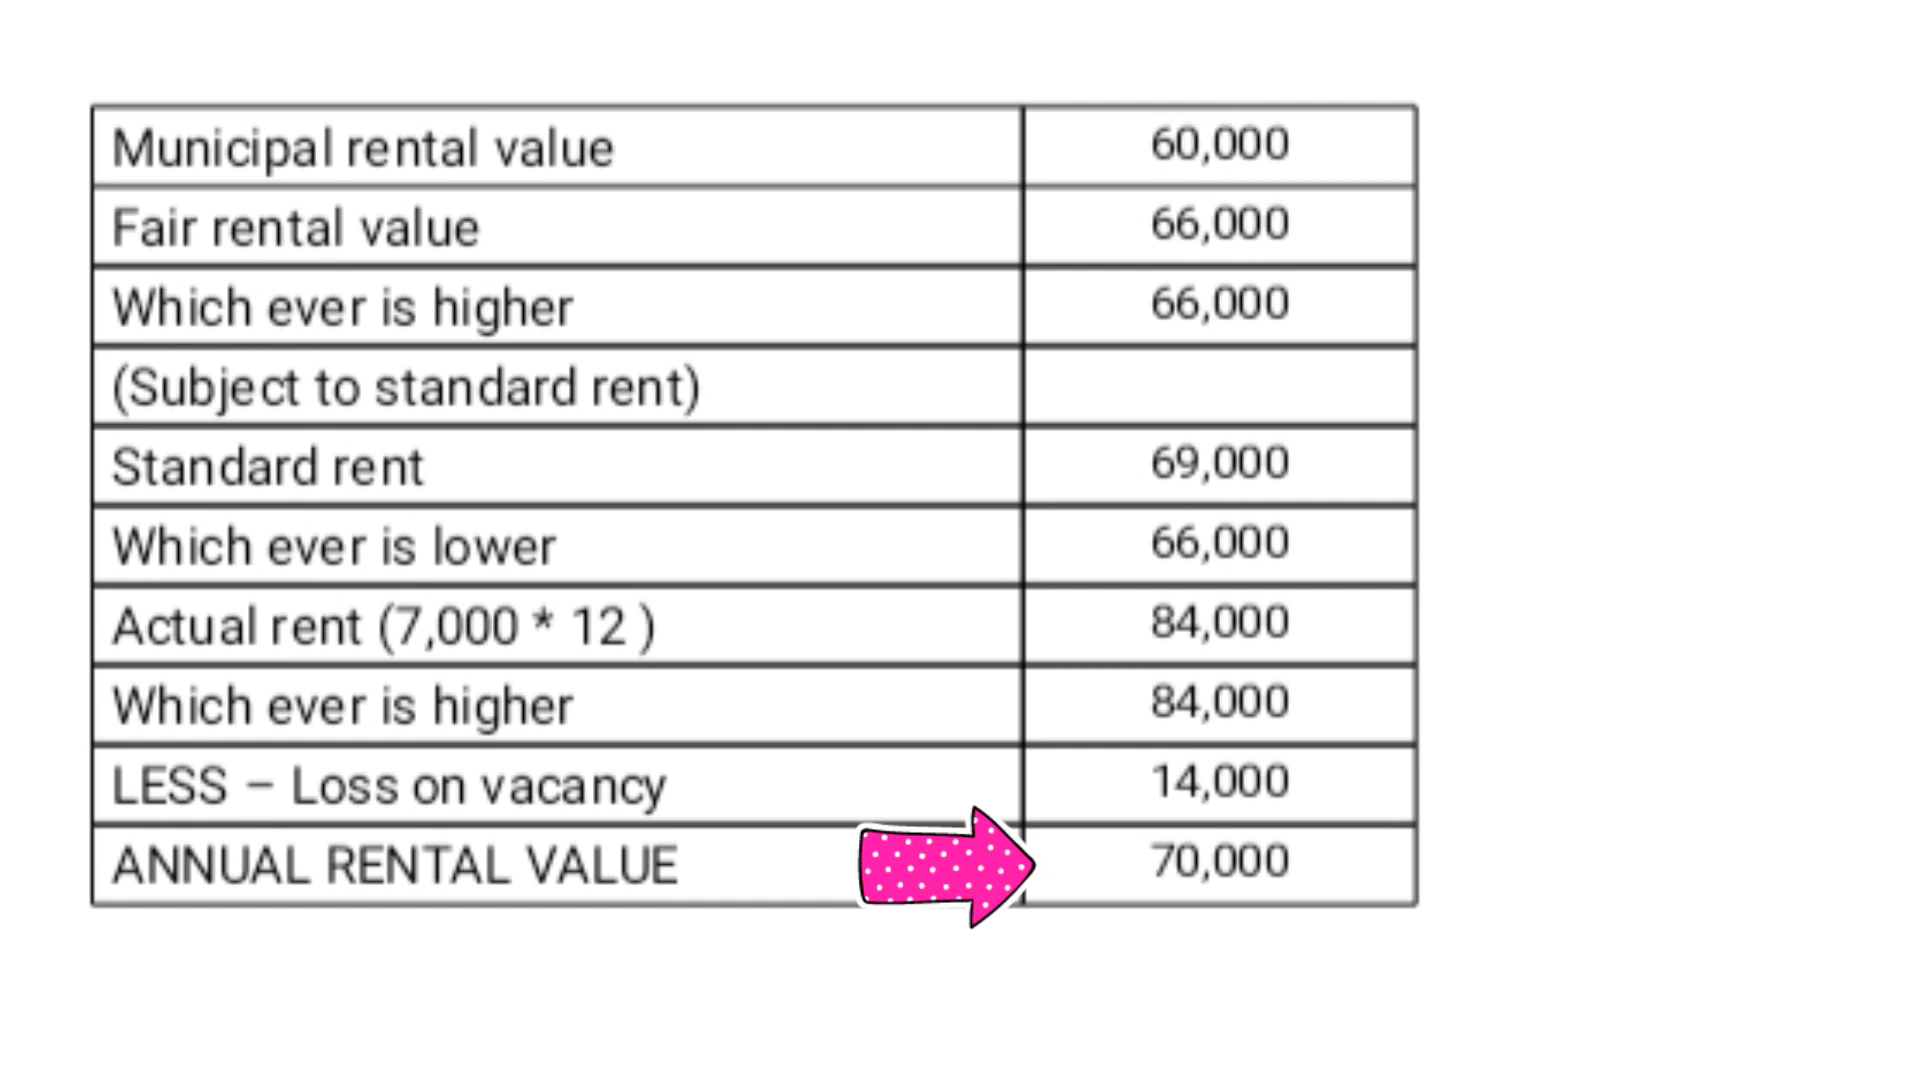 Municipal rental value 60,000
Fair rental value 66,000
Which ever is higher 66,000
(Subject to standard rent)
Standard rent 69,000
Which ever is lower 66,000
Actual rent (7,000 * 12 ) 84,000
Which ever is higher 84,000
LESS – Loss on vacancy 14,000
ANNUAL RENTAL VALUE 70,000